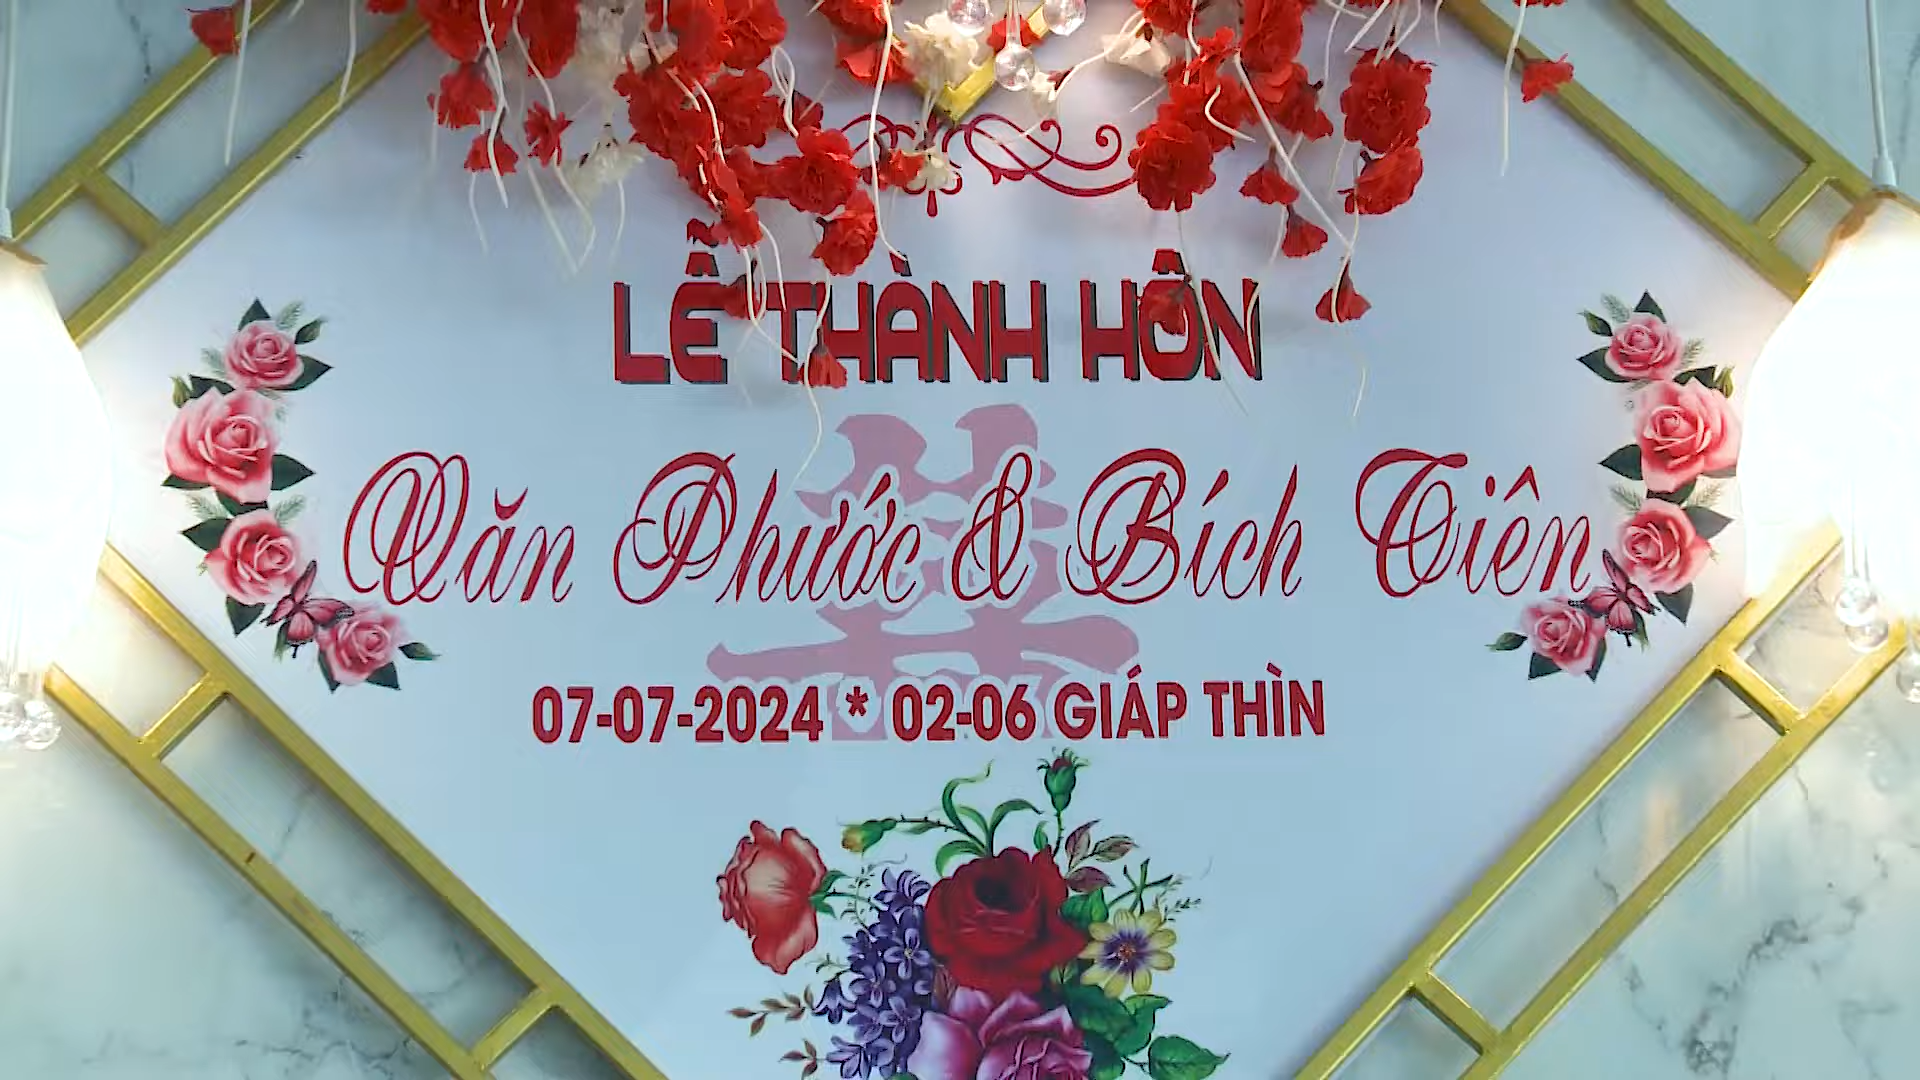 LỄ THÀNH HÔN
Văn Phước & Bích Tiên
07-07-2024 * 02-06 GIÁP THÌN